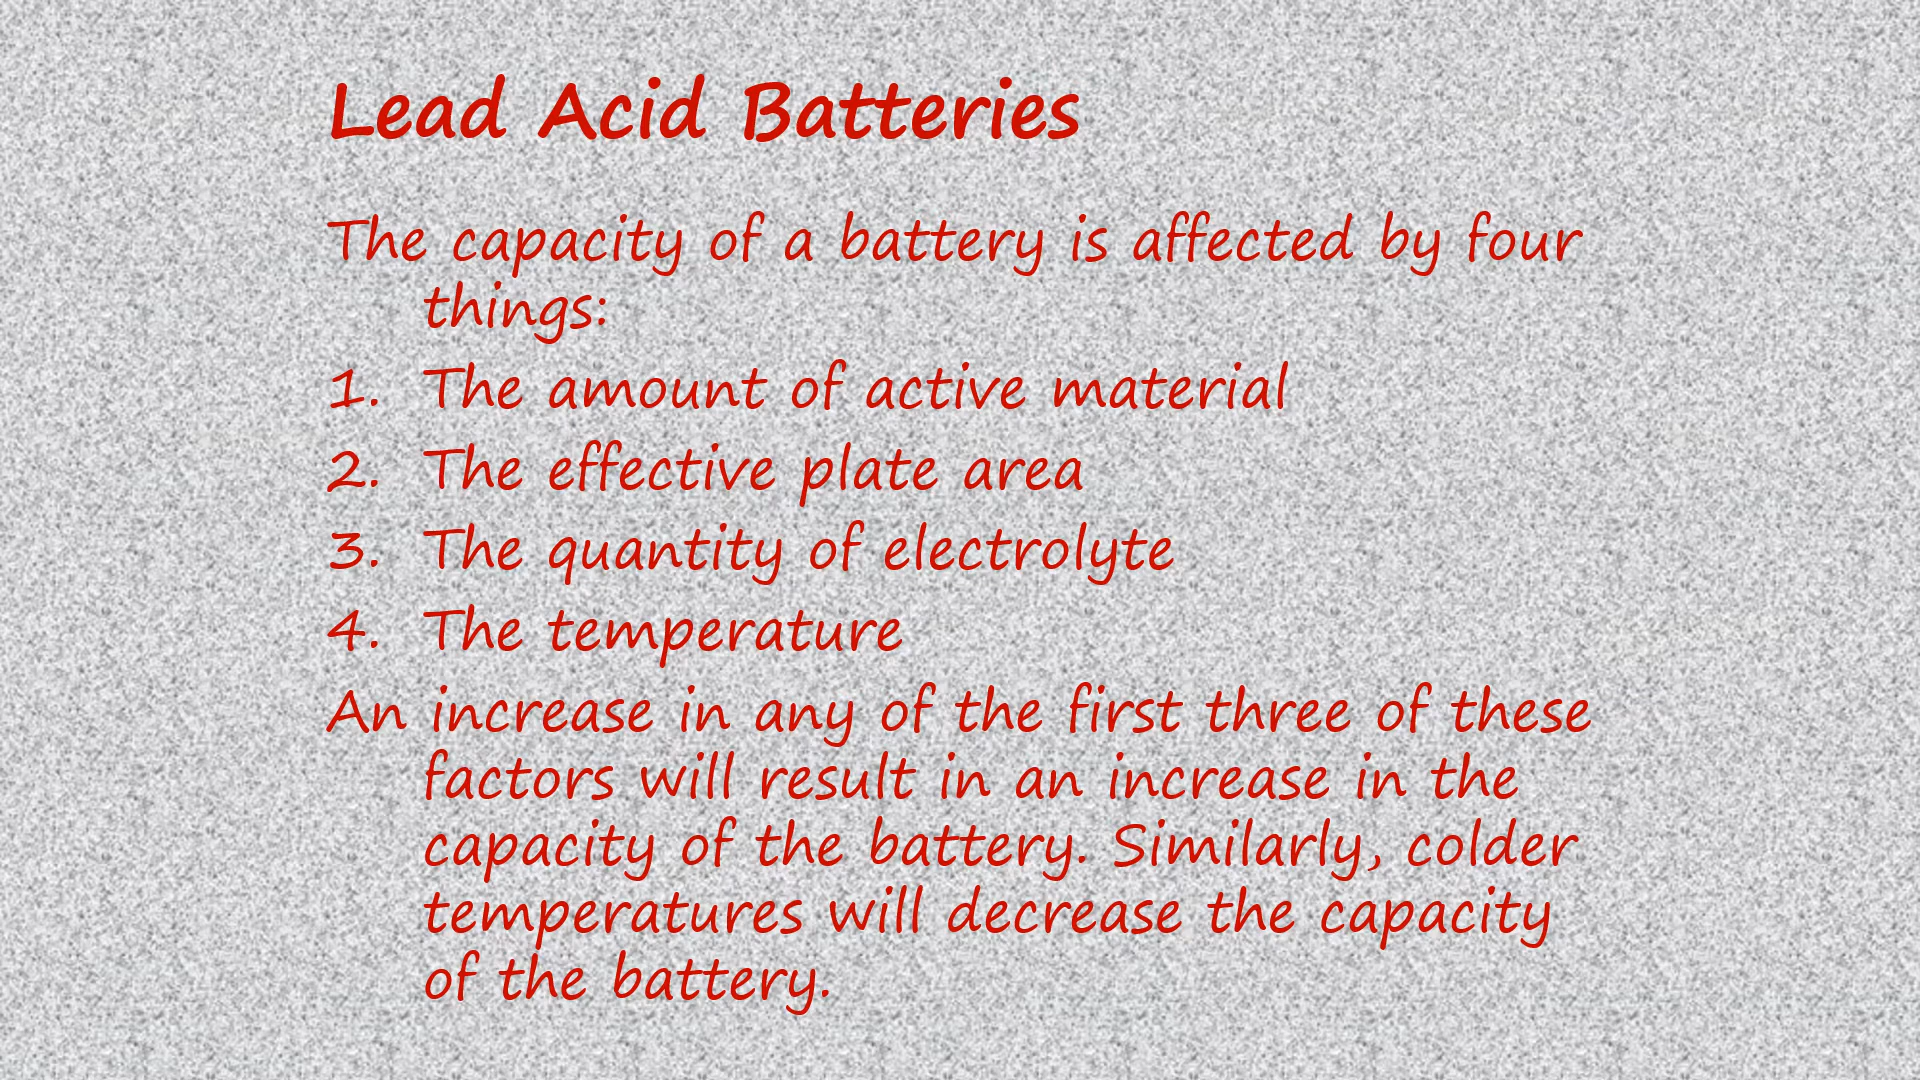 Lead Acid Batteries
The capacity of a battery is affected by four
things:
1. The amount of active material
2. The effective plate area
3. The quantity of electrolyte
4. The temperature
An increase in any of the first three of these
factors will result in an increase in the
capacity of the battery. Similarly, colder
temperatures will decrease the capacity
of the battery.